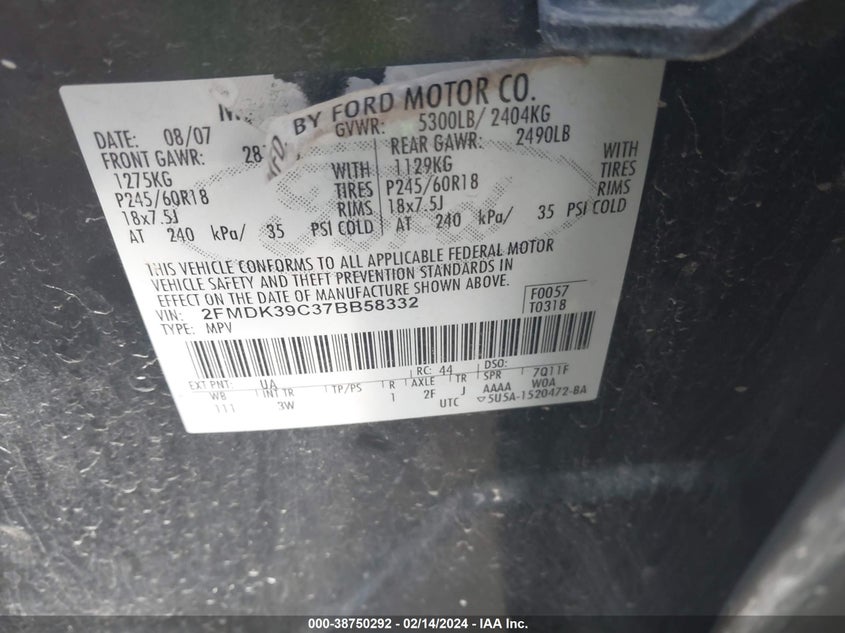 MFD. BY FORD MOTOR CO.
DATE: 08/07 GVWR: 5300LB/ 2404KG
FRONT GAWR: REAR GAWR: 2490LB
1275KG WITH 1129KG WITH
P245/60R18 TIRES P245/60R18 TIRES
18x7.5J RIMS 18x7.5J RIMS
AT 240 kPa/ 35 PSI COLD AT 240 kPa/ 35 PSI COLD
THIS VEHICLE CONFORMS TO ALL APPLICABLE FEDERAL MOTOR
VEHICLE SAFETY AND THEFT PREVENTION STANDARDS IN
EFFECT ON THE DATE OF MANUFACTURE SHOWN ABOVE.
VIN: 2FMDK39C37BB58332 F0057
TYPE: MPV T0318
EXT PNT: UA RC: 44 DSO:
WB INT TR TP/PS R AXLE TR SPR 7Q11F
111 3W 1 2F J AAAA W0A
UTC ▽5U5A-1520472-BA
000-38750292 - 02/14/2024 - IAA Inc.